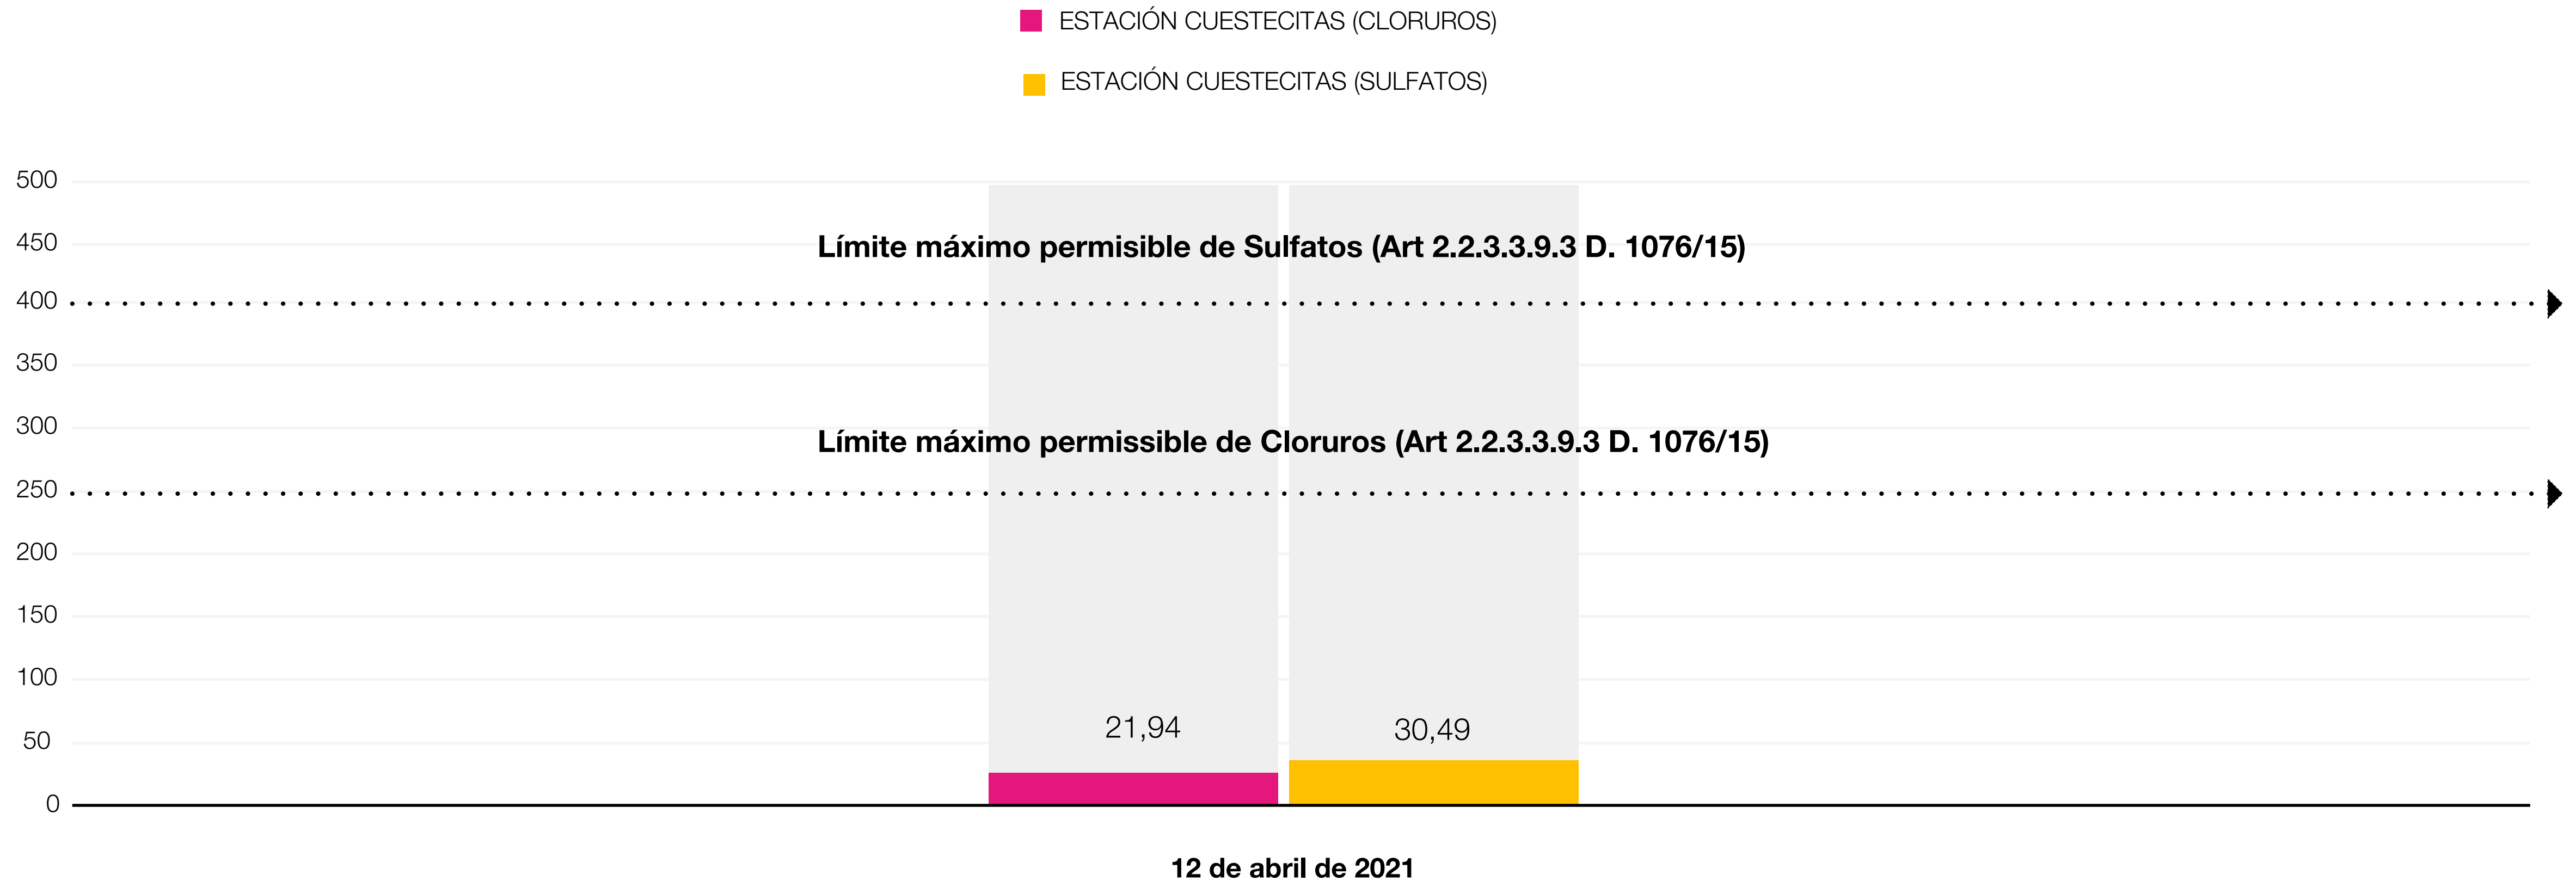 ESTACIÓN CUESTECITAS (CLORUROS)
ESTACIÓN CUESTECITAS (SULFATOS)
500
450
Límite máximo permisible de Sulfatos (Art 2.2.3.3.9.3 D. 1076/15)
400
350
300
Límite máximo permissible de Cloruros (Art 2.2.3.3.9.3 D. 1076/15)
250
200
150
100
50
21,94
30,49
0
12 de abril de 2021